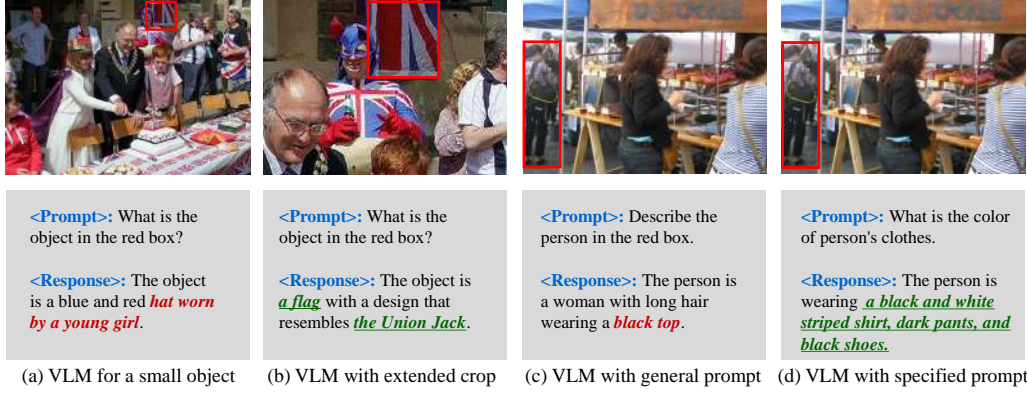 <Prompt>: What is the
object in the red box?
<Response>: The object
is a blue and red hat worn
by a young girl.
(a) VLM for a small object
<Prompt>: What is the
object in the red box?
<Response>: The object is
a flag with a design that
resembles the Union Jack.
(b) VLM with extended crop
<Prompt>: Describe the
person in the red box.
<Response>: The person is
a woman with long hair
wearing a black top.
(c) VLM with general prompt
<Prompt>: What is the color
of person's clothes.
<Response>: The person is
wearing a black and white
striped shirt, dark pants, and
black shoes.
(d) VLM with specified prompt